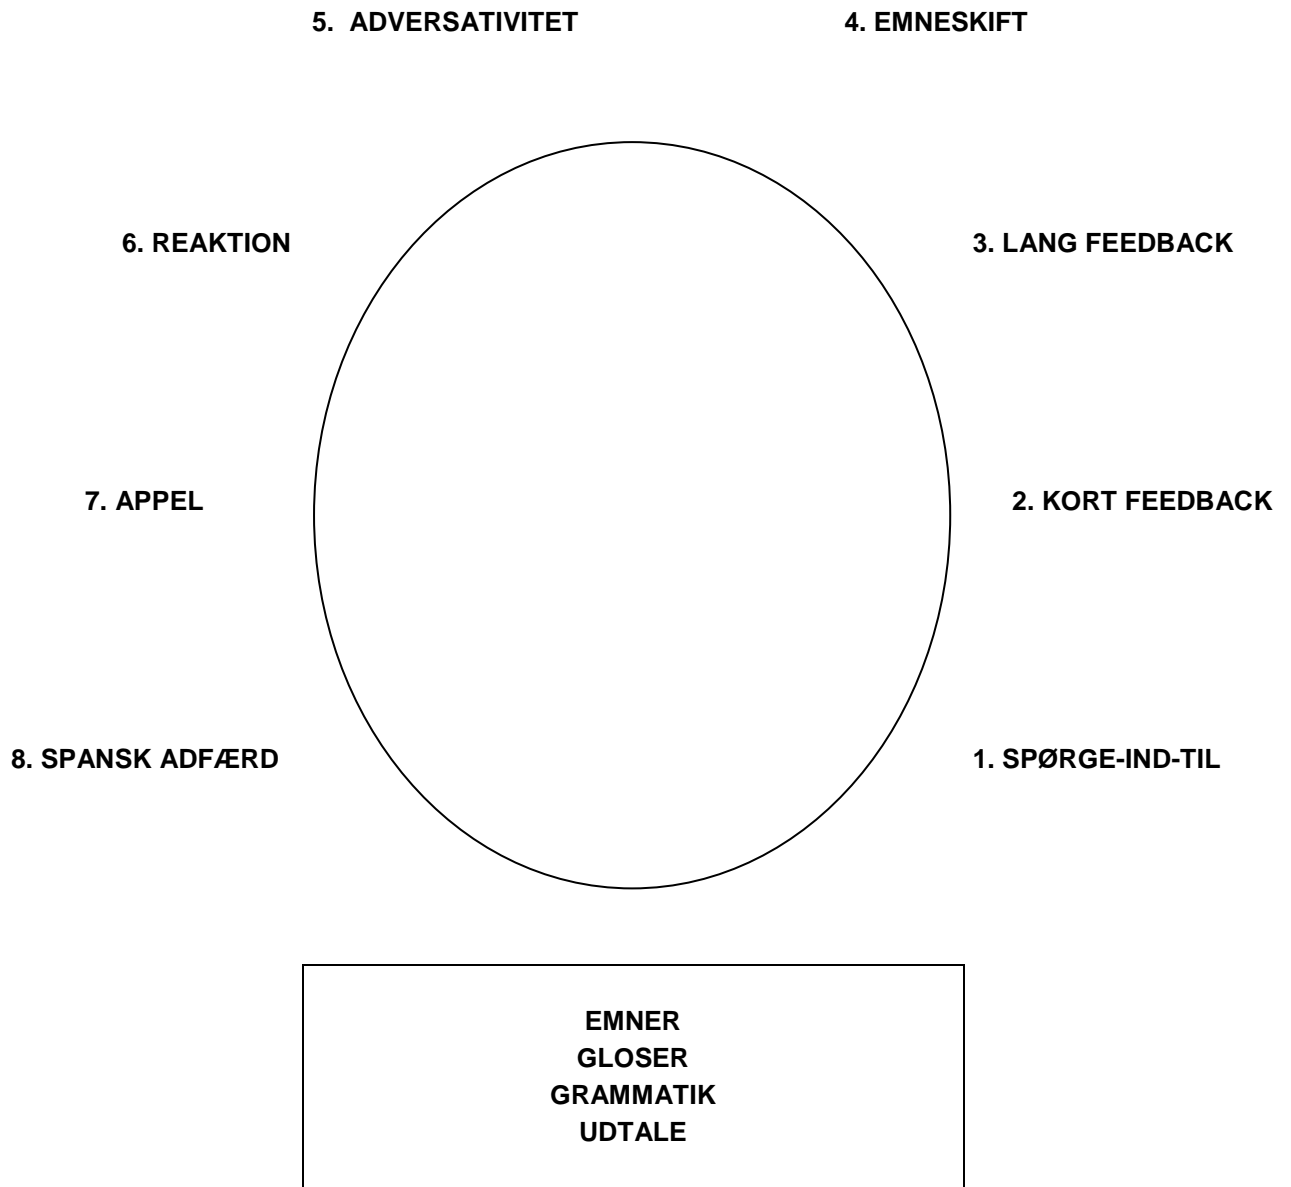 5. ADVERSATIVITET
4. EMNESKIFT
6. REAKTION
3. LANG FEEDBACK
7. APPEL
2. KORT FEEDBACK
8. SPANSK ADFÆRD
1. SPØRGE-IND-TIL
EMNER
GLOSER
GRAMMATIK
UDTALE